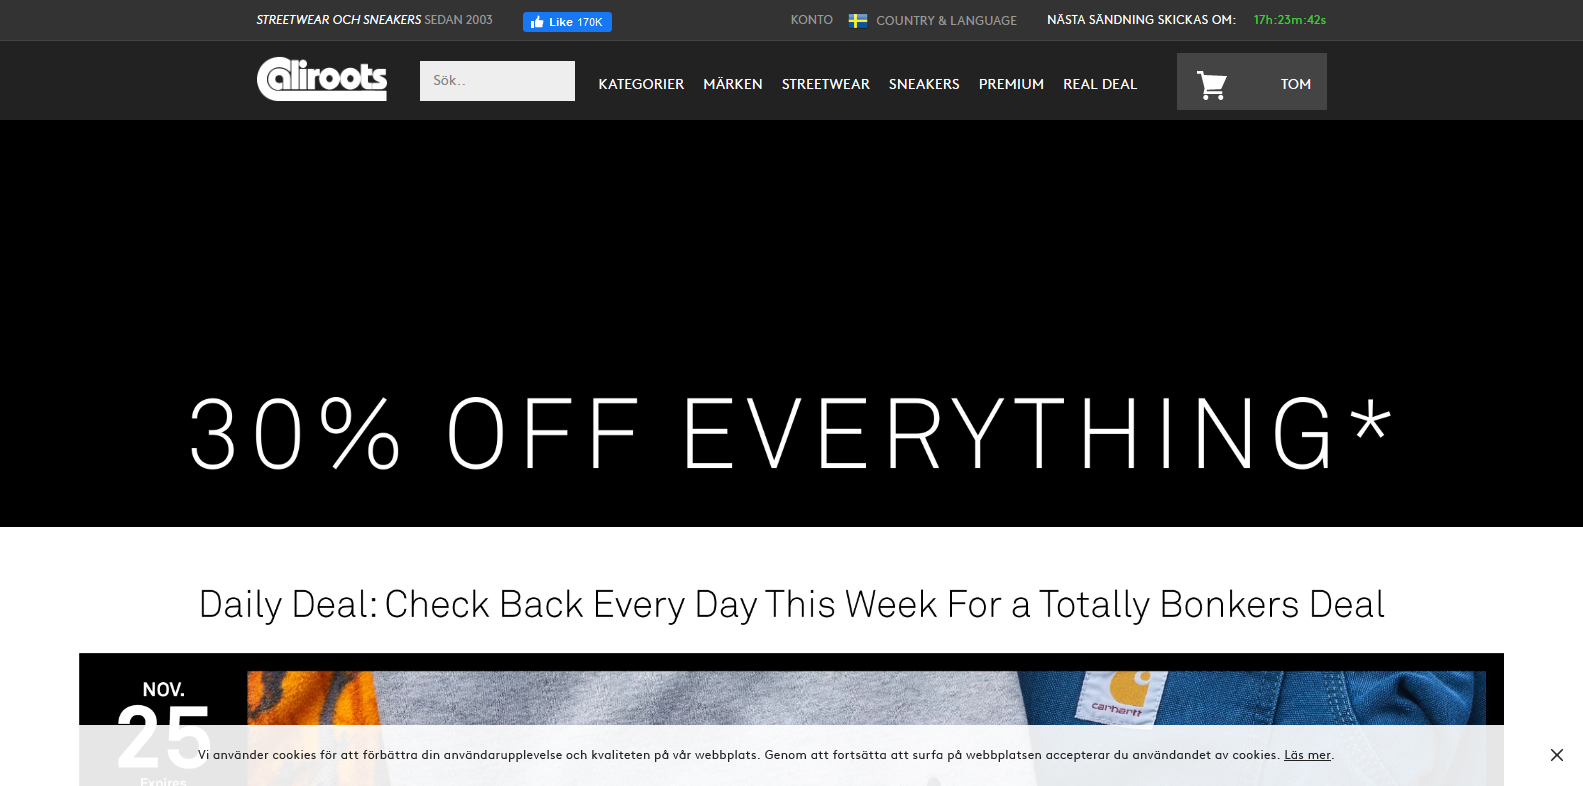 STREETWEAR OCH SNEAKERS SEDAN 2003
Like 170K
KONTO
COUNTRY & LANGUAGE
NÄSTA SÄNDNING SKICKAS OM: 17h:23m:42s
Caliroots
Sök..
KATEGORIER MÄRKEN STREETWEAR SNEAKERS PREMIUM REAL DEAL
TOM
30% OFF EVERYTHING*
Daily Deal: Check Back Every Day This Week For a Totally Bonkers Deal
NOV.
25
Expires
carhartt
Vi använder cookies för att förbättra din användarupplevelse och kvaliteten på vår webbplats. Genom att fortsätta att surfa på webbplatsen accepterar du användandet av cookies. Läs mer.